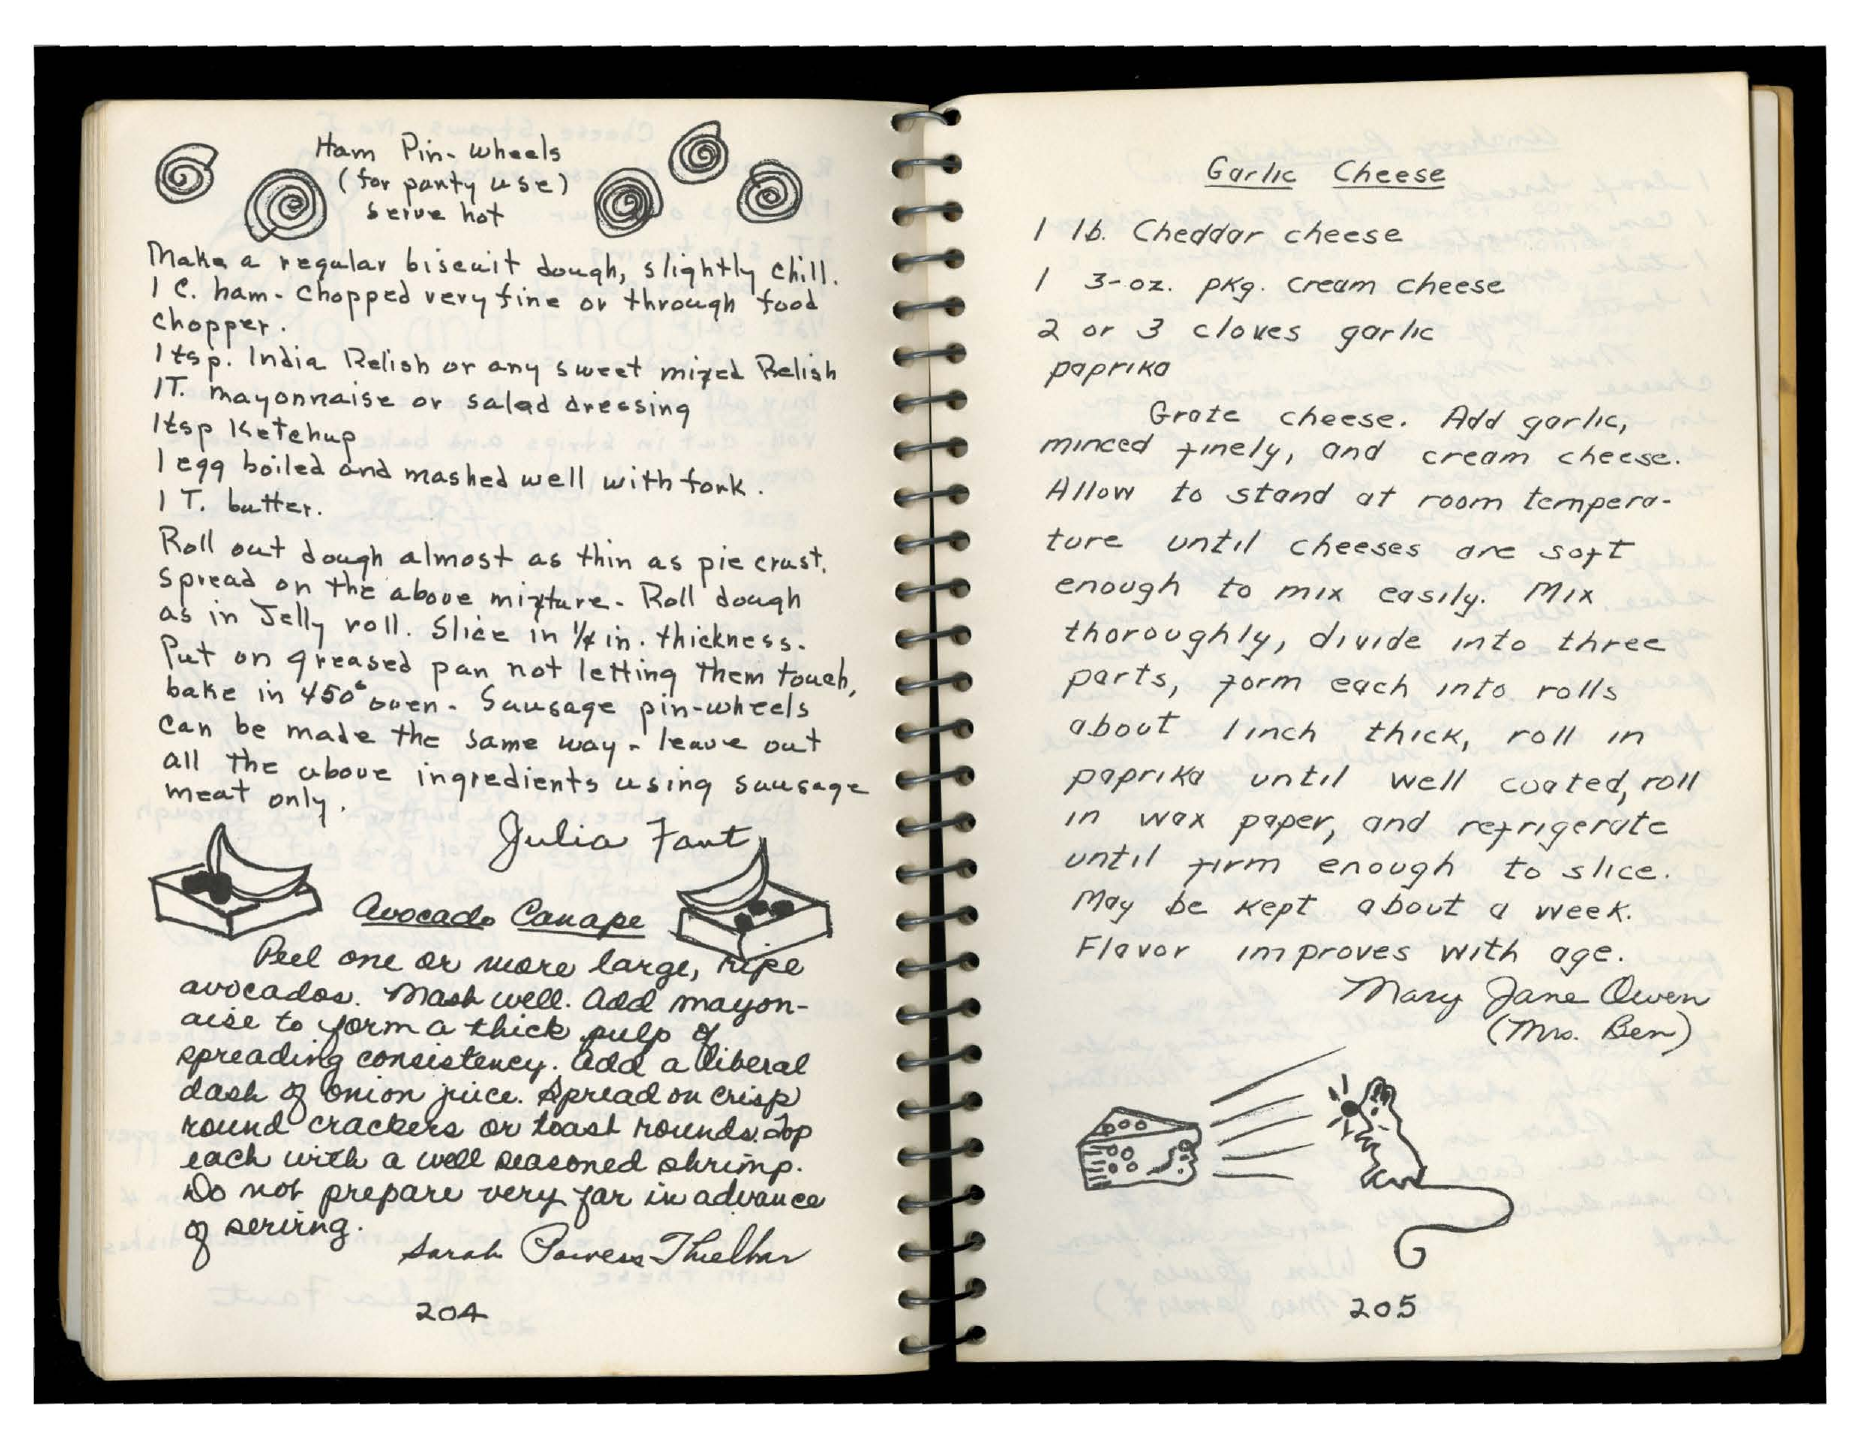 Ham Pin-wheels
(for party use)
serve hot
Make a regular biscuit dough, slightly chill.
1 C. ham - chopped very fine or through food
chopper.
1 tsp. India Relish or any sweet mixed Relish
1T. mayonnaise or salad dressing
1tsp Ketchup
1 egg boiled and mashed well with fork.
1 T. butter.
Roll out dough almost as thin as pie crust.
Spread on the above mixture - Roll dough
as in Jelly roll. Slice in 1/4 in. thickness.
Put on greased pan not letting them touch,
bake in 450° oven - Sausage pin-wheels
can be made the same way - leave out
all the above ingredients using sausage
meat only.
Julia Fant
Avocado Canape
Peel one or more large, ripe
avocados. Mash well. Add mayon-
aise to form a thick pulp of
spreading consistency. Add a liberal
dash of onion juice. Spread on crisp
round crackers or toast rounds. Top
each with a well seasoned shrimp.
Do not prepare very far in advance
of serving.
Sarah Powers Thielbar
204
Garlic Cheese
1 lb. Cheddar cheese
1 3-oz. pkg. cream cheese
2 or 3 cloves garlic
paprika
Grate cheese. Add garlic,
minced finely, and cream cheese.
Allow to stand at room tempera-
ture until cheeses are soft
enough to mix easily. Mix
thoroughly, divide into three
parts, form each into rolls
about 1 inch thick, roll in
paprika until well coated, roll
in wax paper, and refrigerate
until firm enough to slice.
May be kept about a week.
Flavor improves with age.
Mary Jane Owen
(Mrs. Ben)
205